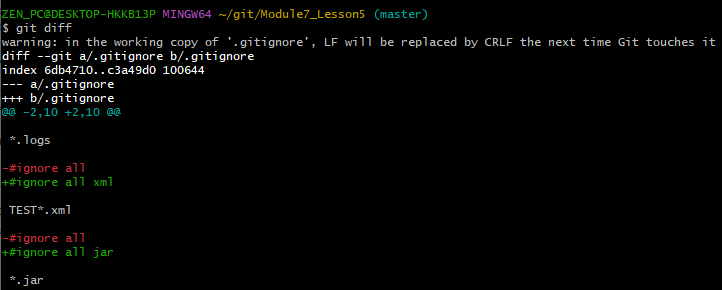 ZEN_PC@DESKTOP-HKKB13P MINGW64 ~/git/Module7_Lesson5 (master)
$ git diff
warning: in the working copy of '.gitignore', LF will be replaced by CRLF the next time Git touches it
diff --git a/.gitignore b/.gitignore
index 6db4710..c3a49d0 100644
--- a/.gitignore
+++ b/.gitignore
@@ -2,10 +2,10 @@
*.logs
-#ignore all
+#ignore all xml
TEST*.xml
-#ignore all
+#ignore all jar
*.jar